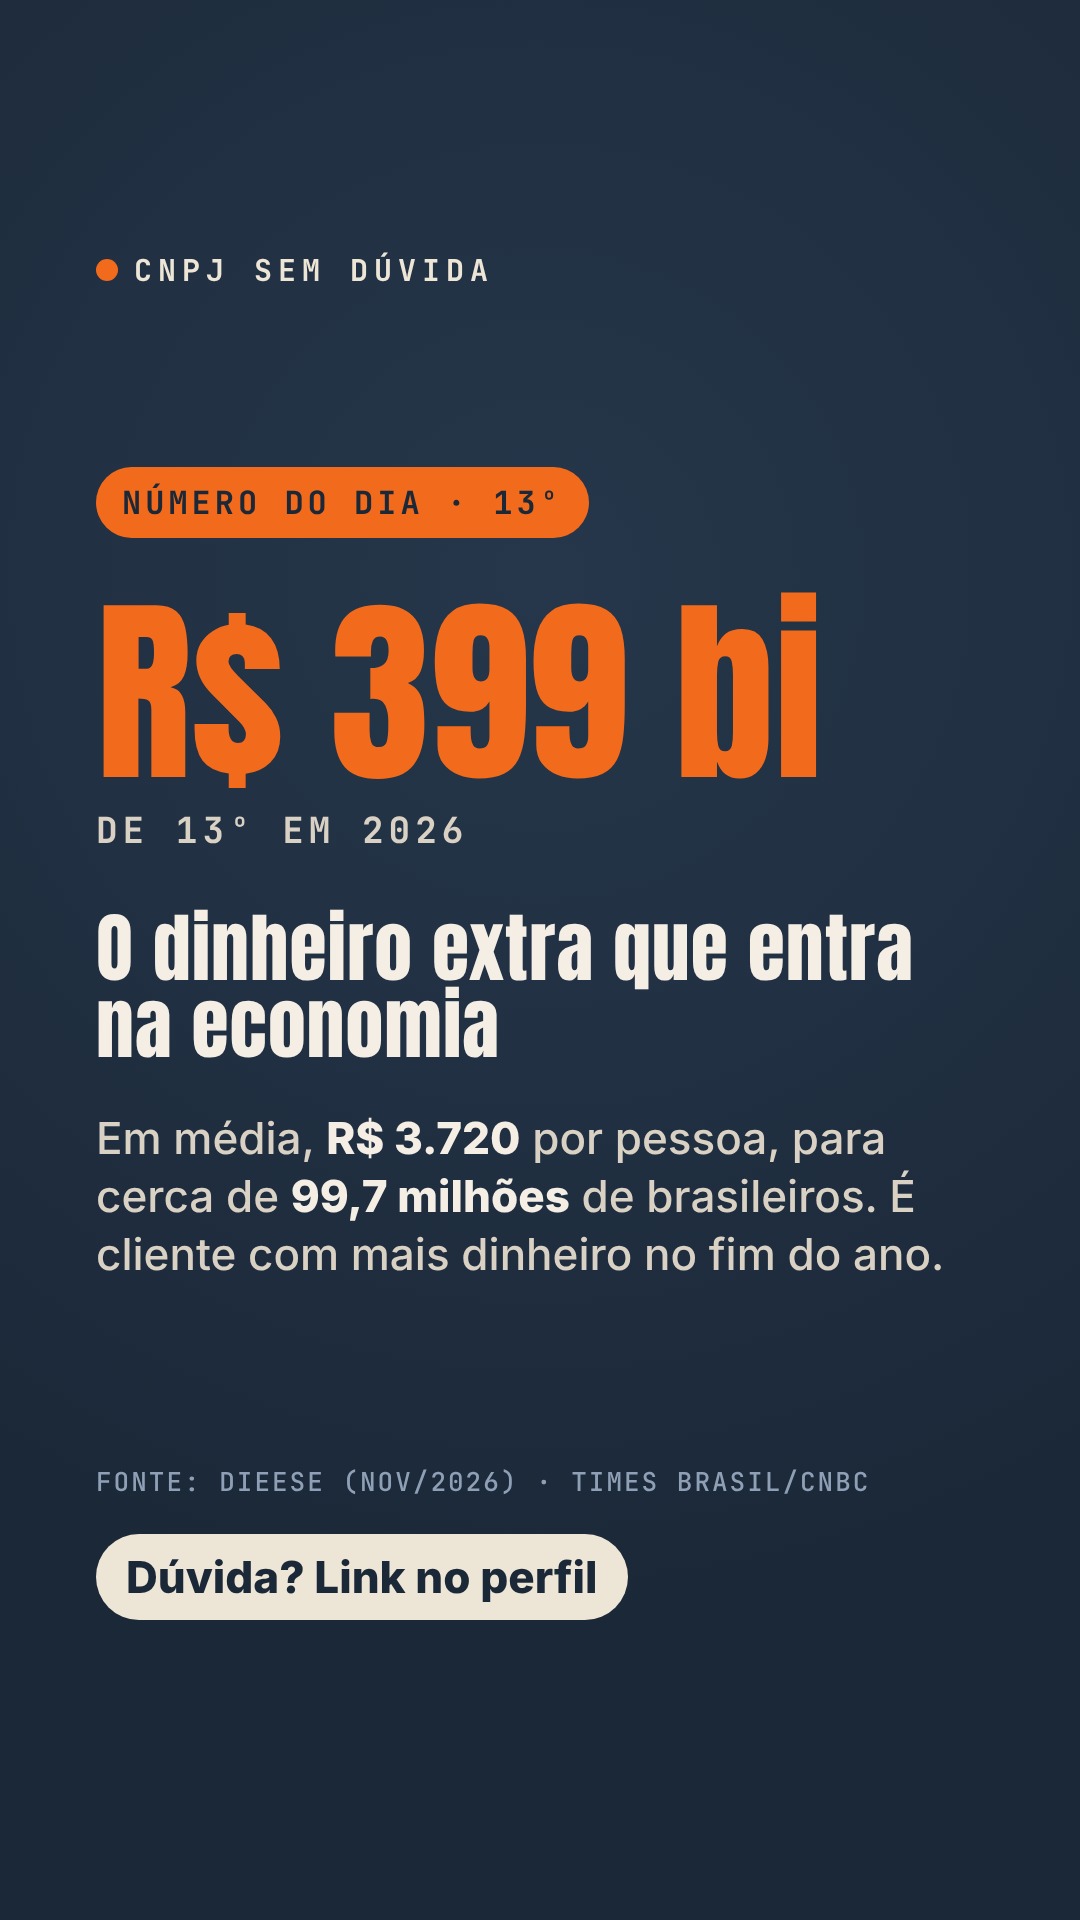 CNPJ SEM DÚVIDA
NÚMERO DO DIA · 13º
R$ 399 bi
DE 13º EM 2026
O dinheiro extra que entra
na economia
Em média, R$ 3.720 por pessoa, para
cerca de 99,7 milhões de brasileiros. É
cliente com mais dinheiro no fim do ano.
FONTE: DIEESE (NOV/2026) · TIMES BRASIL/CNBC
Dúvida? Link no perfil